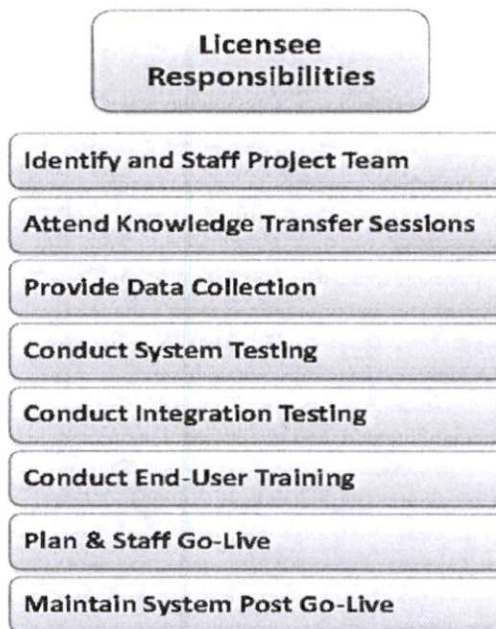 Licensee
Responsibilities
Identify and Staff Project Team
Attend Knowledge Transfer Sessions
Provide Data Collection
Conduct System Testing
Conduct Integration Testing
Conduct End-User Training
Plan & Staff Go-Live
Maintain System Post Go-Live